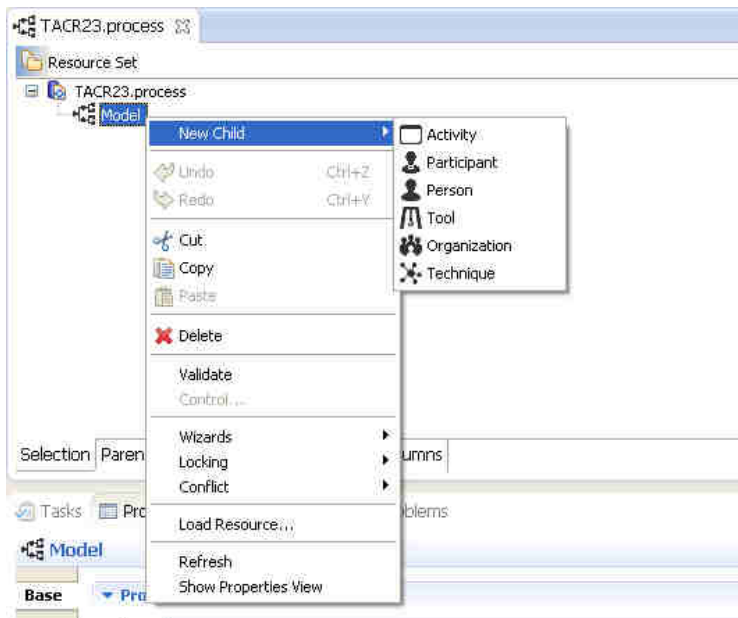 TACR23.process
Resource Set
TACR23.process
Model
New Child
Activity
Participant
Person
Tool
Organization
Technique
Undo Ctrl+Z
Redo Ctrl+Y
Cut
Copy
Paste
Delete
Validate
Control...
Wizards
Locking
Conflict
Load Resource...
Refresh
Show Properties View
Selection Paren umns
Tasks Pro blems
Model
Base Pro